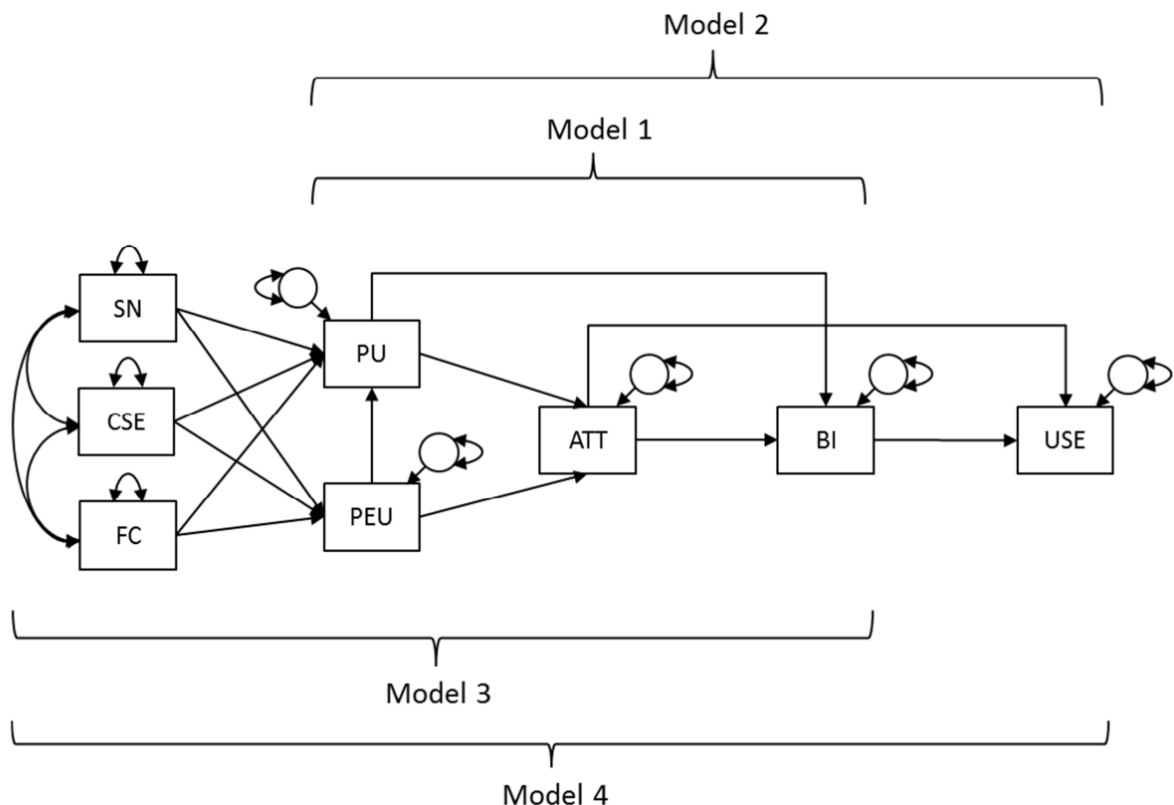 Model 2
Model 1
SN
CSE
FC
PU
PEU
ATT
BI
USE
Model 3
Model 4